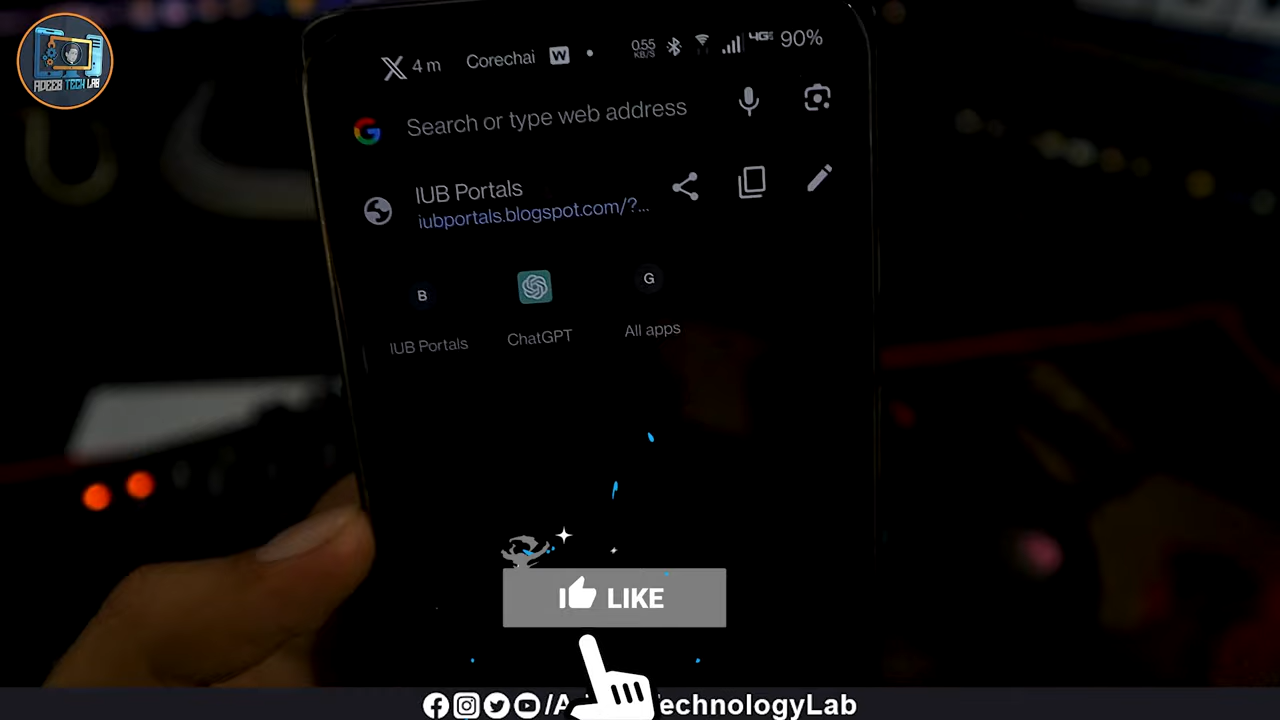 ADEEB TECH LAB
X 4 m Corechai W • 0.55 KB/S 4G 90%
G Search or type web address
IUB Portals
iubportals.blogspot.com/?...
B
G
IUB Portals
ChatGPT
All apps
LIKE
/A echnologyLab